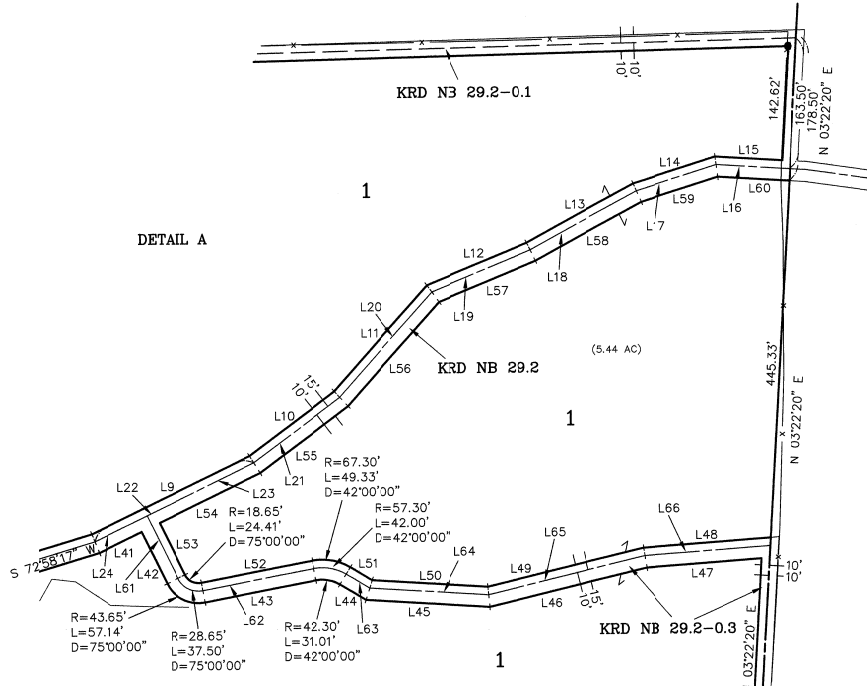 10'
10'
KRD NB 29.2-0.1
142.62'
163.50'
178.50'
N 03°22'20" E
L15
L14
L60
L16
L59
L'7
L13
L58
L18
1
DETAIL A
L12
L57
L19
L20
L11
L56
KRD NB 29.2
(5.44 AC)
445.33'
N 03°22'20" E
15'
10'
L10
L55
L21
1
R=67.30'
L=49.33'
D=42°00'00"
L9
L22
L23
L54
R=18.65'
L=24.41'
D=75°00'00"
R=57.30'
L=42.00'
D=42°00'00"
S 72°58'17" W
L41
L24
L53
L42
L61
L52
L43
L62
L51
L44
L63
L64
L50
L45
L65
L49
L46
15'
10'
L66
L48
L47
10'
10'
R=43.65'
L=57.14'
D=75°00'00"
R=28.65'
L=37.50'
D=75°00'00"
R=42.30'
L=31.01'
D=42°00'00"
KRD NB 29.2-0.3
03°22'20" E
1